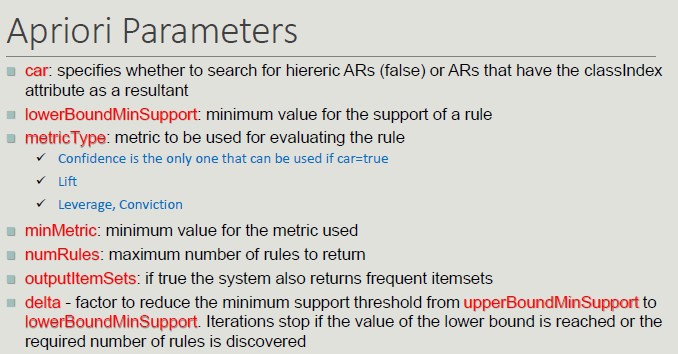 Apriori Parameters
car: specifies whether to search for hiereric ARs (false) or ARs that have the classIndex
attribute as a resultant
lowerBoundMinSupport: minimum value for the support of a rule
metricType: metric to be used for evaluating the rule
✓ Confidence is the only one that can be used if car=true
✓ Lift
✓ Leverage, Conviction
minMetric: minimum value for the metric used
numRules: maximum number of rules to return
outputItemSets: if true the system also returns frequent itemsets
delta - factor to reduce the minimum support threshold from upperBoundMinSupport to
lowerBoundMinSupport. Iterations stop if the value of the lower bound is reached or the
required number of rules is discovered